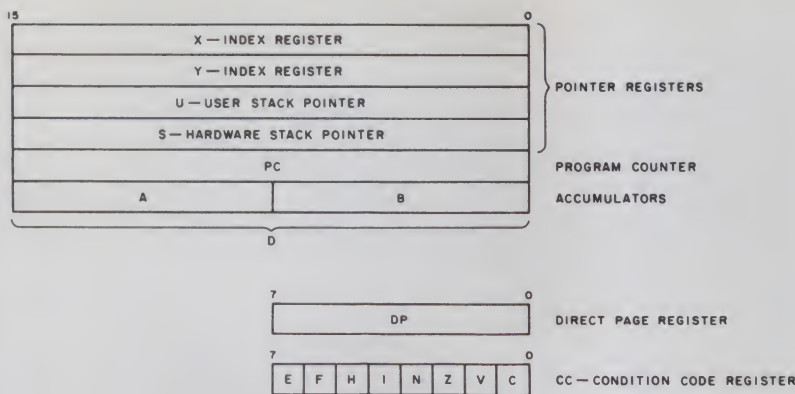 15 0
X — INDEX REGISTER
Y — INDEX REGISTER
U — USER STACK POINTER
S — HARDWARE STACK POINTER
POINTER REGISTERS
PC PROGRAM COUNTER
A B ACCUMULATORS
D
7 0
DP DIRECT PAGE REGISTER
7 0
E F H I N Z V C CC — CONDITION CODE REGISTER